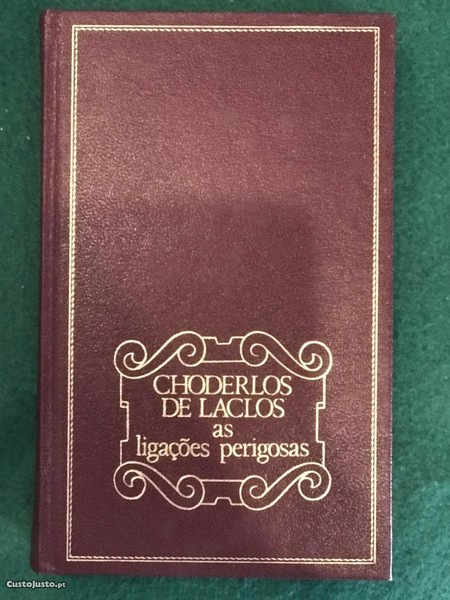 CHODERLOS
DE LACLOS
as
ligações perigosas
CustoJusto.pt